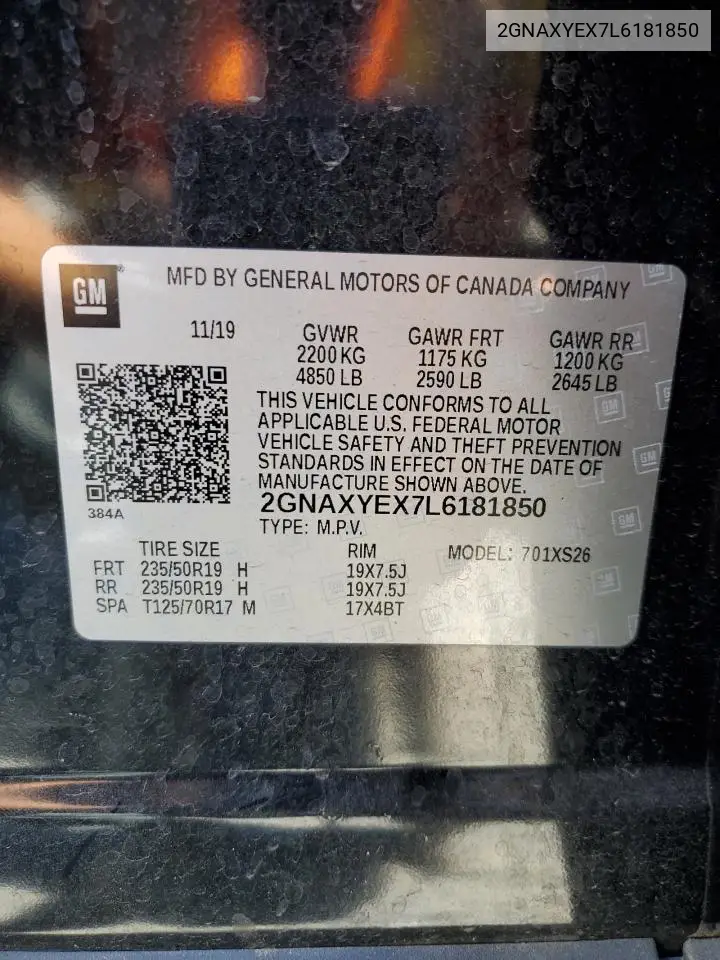 2GNAXYEX7L6181850
GM® MFD BY GENERAL MOTORS OF CANADA COMPANY
11/19 GVWR GAWR FRT GAWR RR
2200 KG 1175 KG 1200 KG
4850 LB 2590 LB 2645 LB
THIS VEHICLE CONFORMS TO ALL
APPLICABLE U.S. FEDERAL MOTOR
VEHICLE SAFETY AND THEFT PREVENTION
STANDARDS IN EFFECT ON THE DATE OF
MANUFACTURE SHOWN ABOVE.
384A
2GNAXYEX7L6181850
TYPE: M.P.V.
TIRE SIZE RIM MODEL: 701XS26
FRT 235/50R19 H 19X7.5J
RR 235/50R19 H 19X7.5J
SPA T125/70R17 M 17X4BT